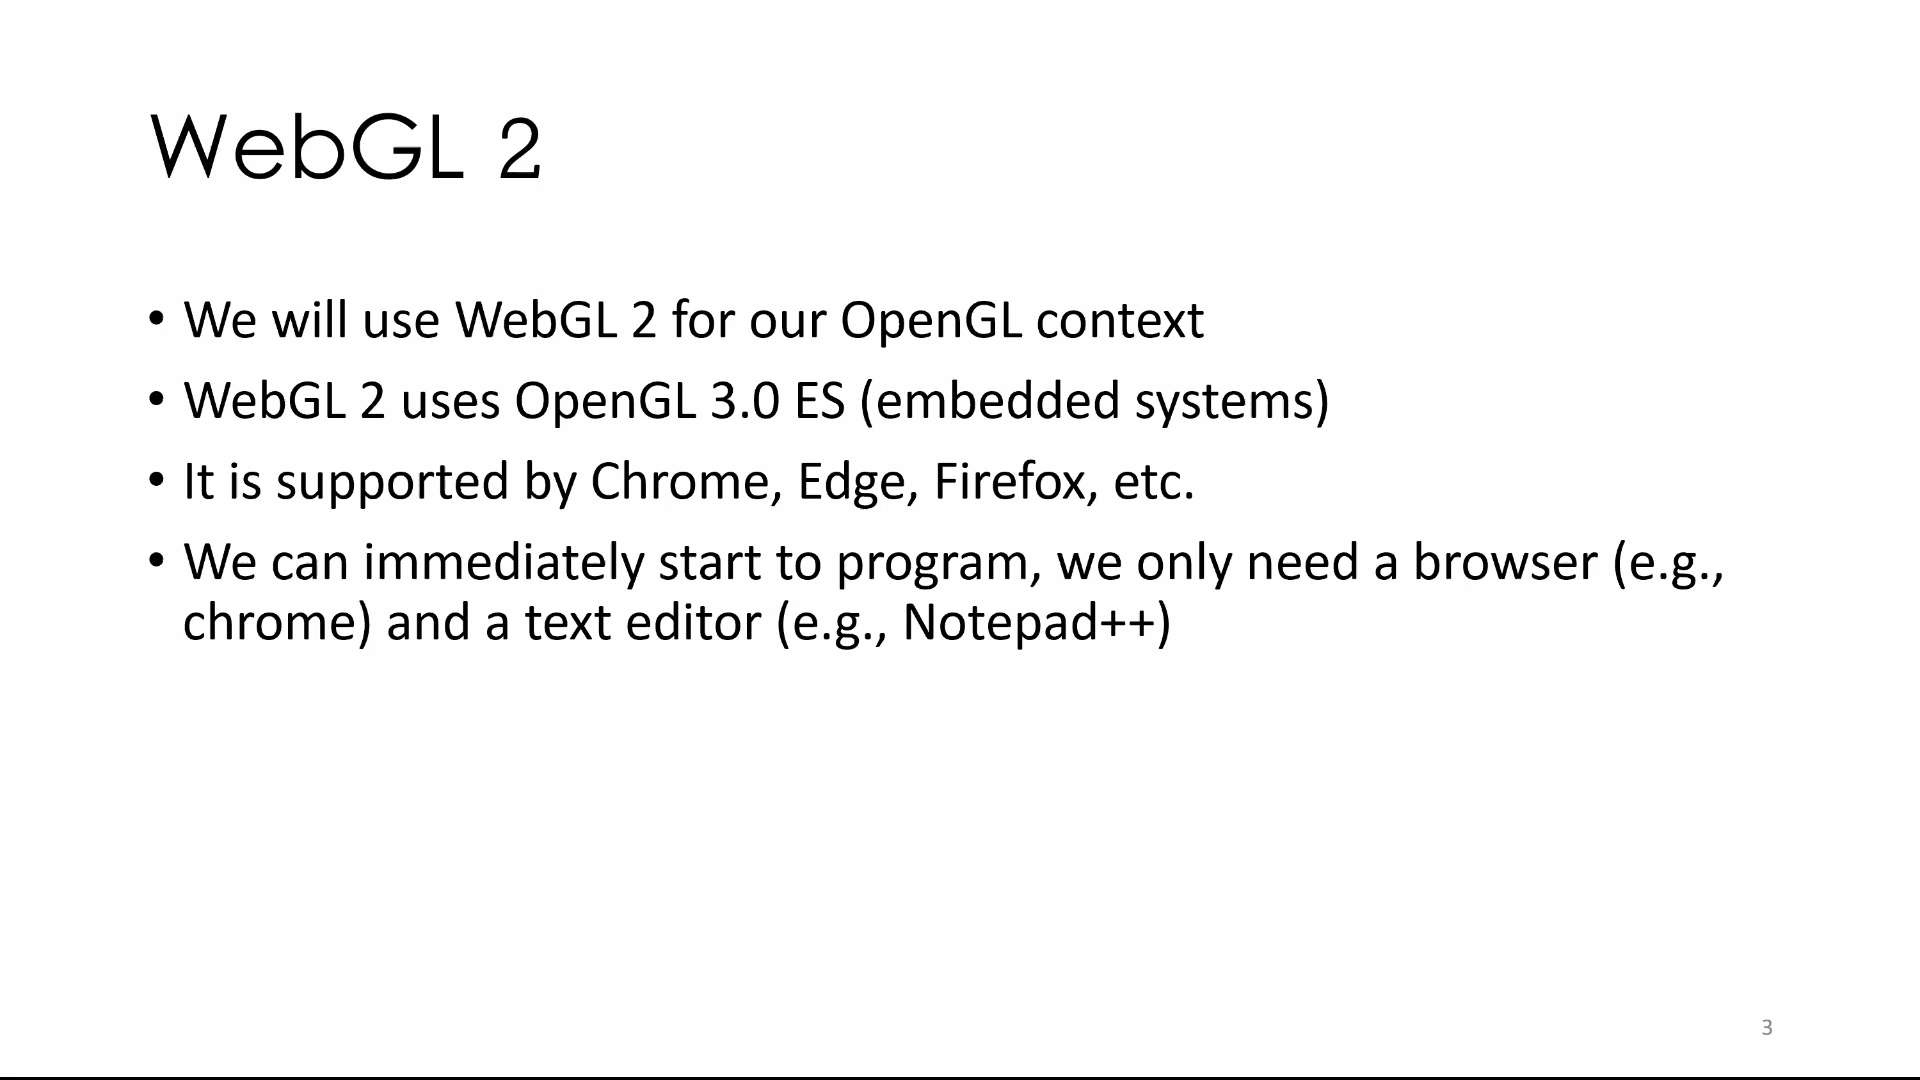 WebGL 2
• We will use WebGL 2 for our OpenGL context
• WebGL 2 uses OpenGL 3.0 ES (embedded systems)
• It is supported by Chrome, Edge, Firefox, etc.
• We can immediately start to program, we only need a browser (e.g.,
chrome) and a text editor (e.g., Notepad++)
3